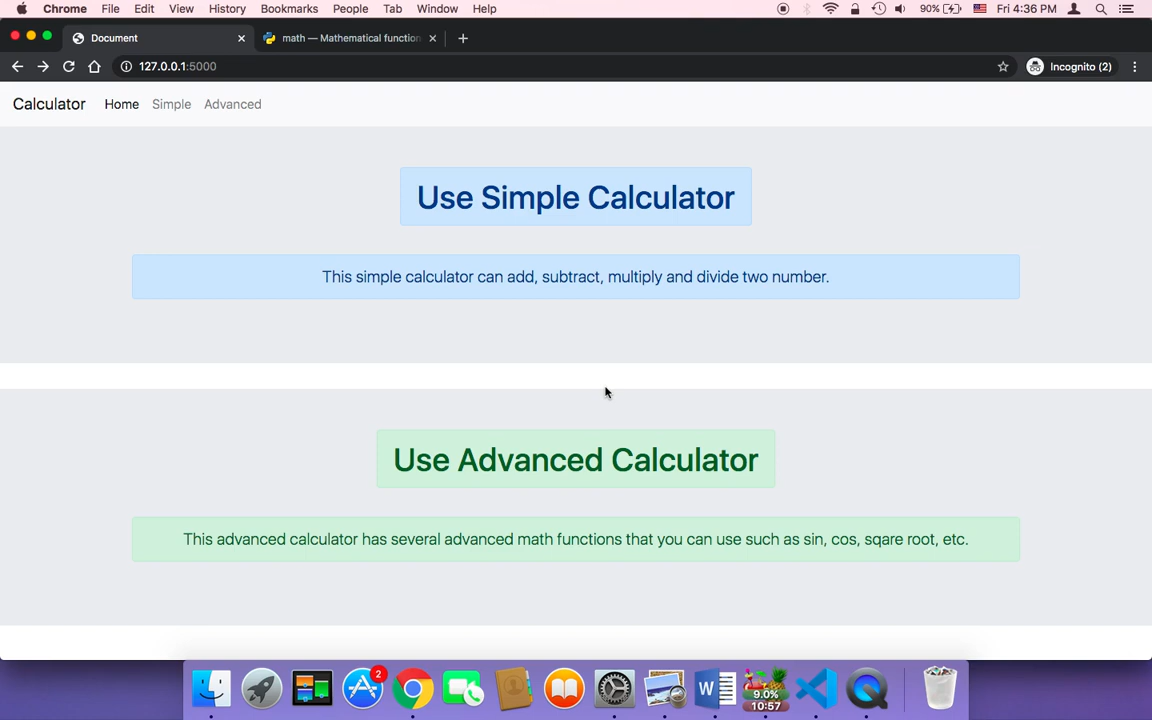 Chrome File Edit View History Bookmarks People Tab Window Help 90% Fri 4:36 PM
Document math — Mathematical function
127.0.0.1:5000 Incognito (2)
Calculator Home Simple Advanced
Use Simple Calculator
This simple calculator can add, subtract, multiply and divide two number.
Use Advanced Calculator
This advanced calculator has several advanced math functions that you can use such as sin, cos, sqare root, etc.
2
W
9.0%
10:57